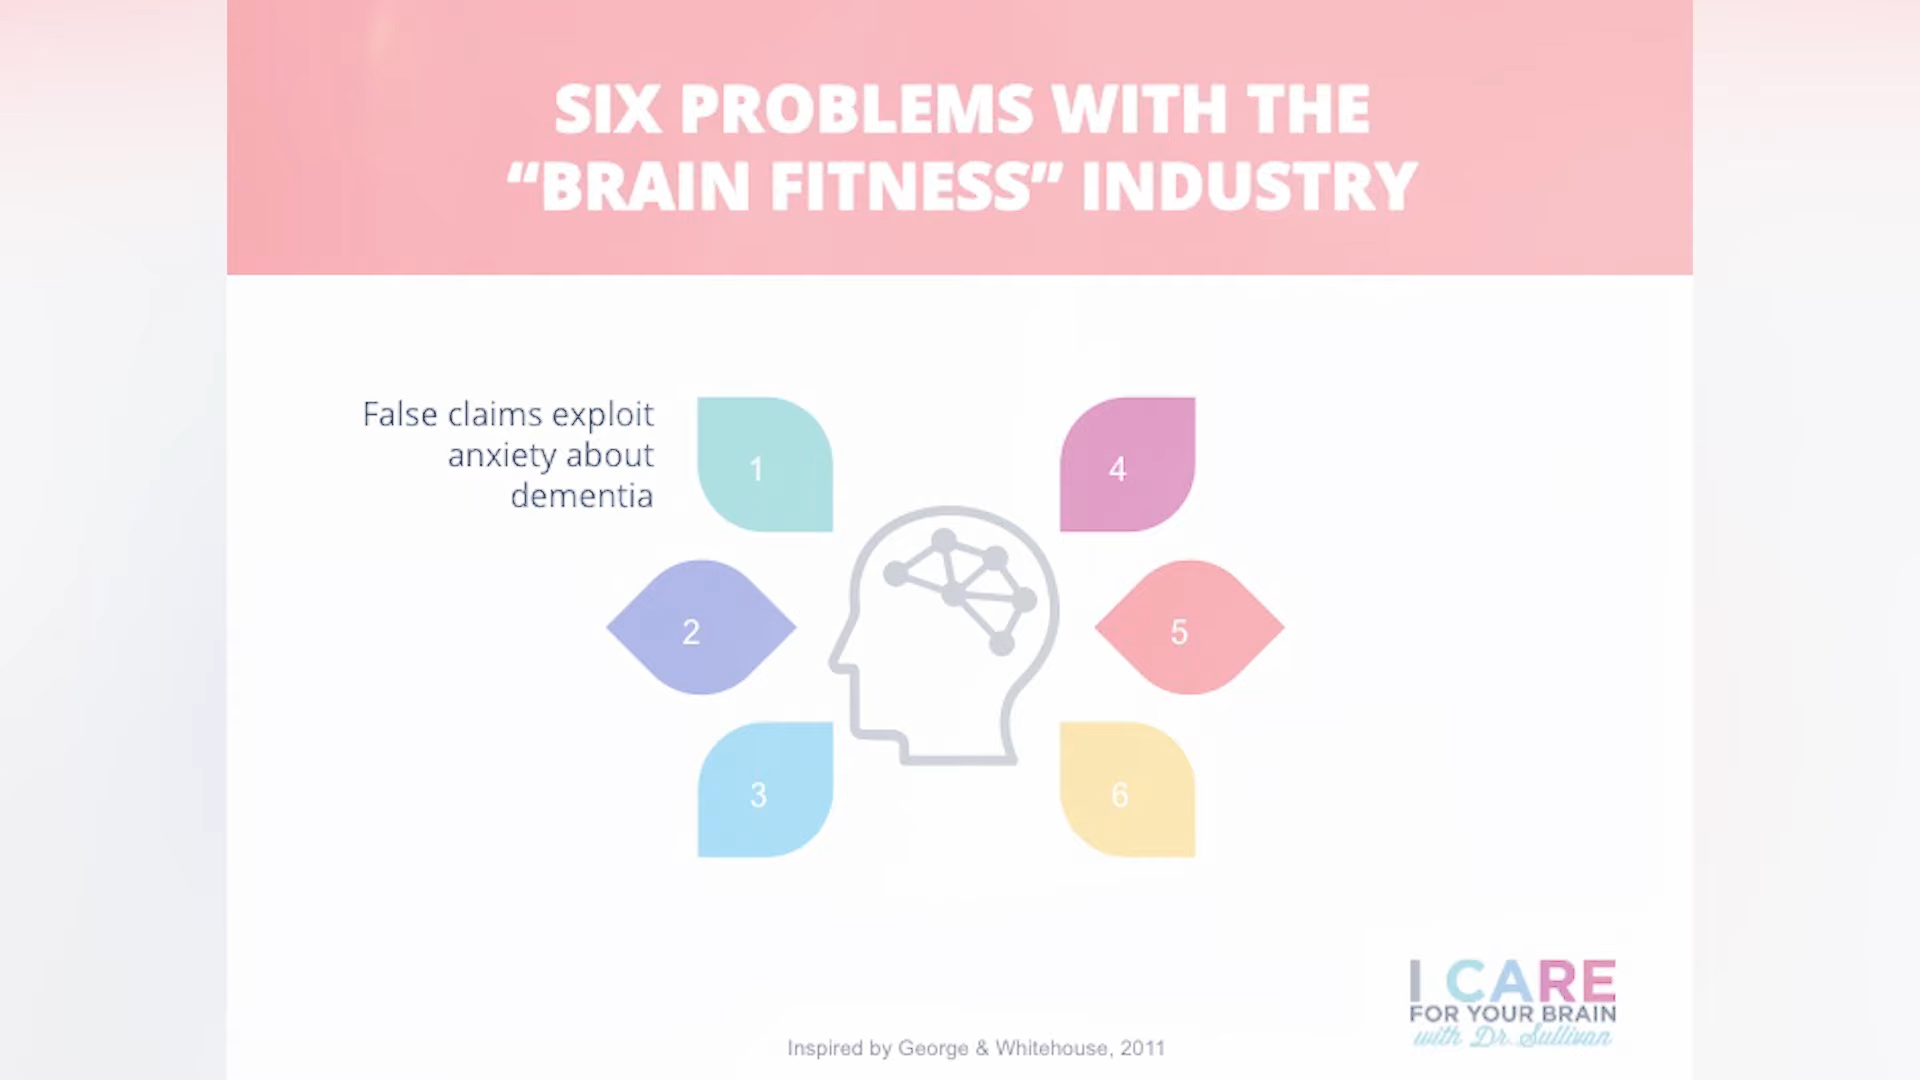 SIX PROBLEMS WITH THE
“BRAIN FITNESS” INDUSTRY
False claims exploit
anxiety about
dementia
1
2
3
4
5
6
Inspired by George & Whitehouse, 2011
I CARE
FOR YOUR BRAIN
with Dr. Sullivan